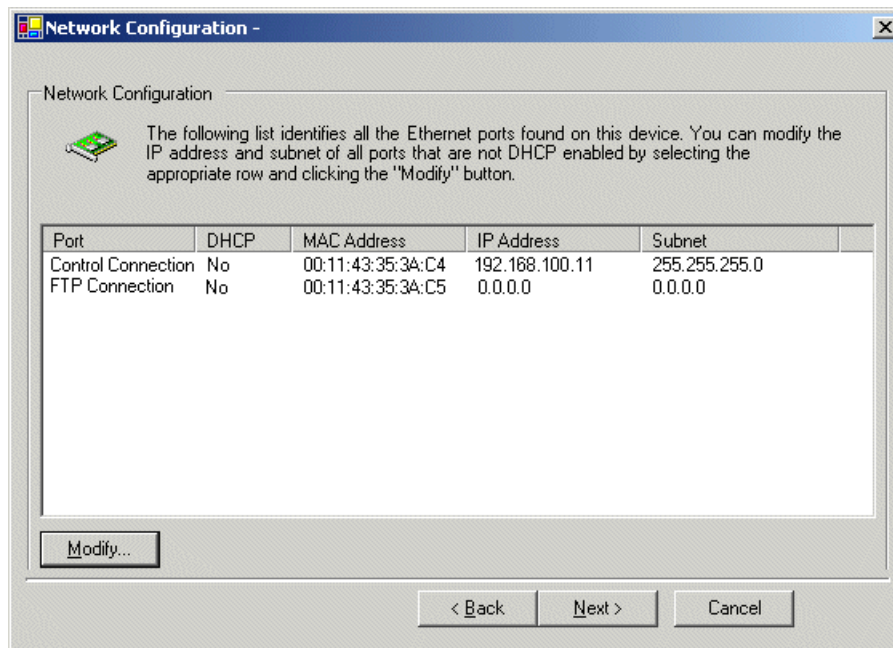 Network Configuration -
Network Configuration
The following list identifies all the Ethernet ports found on this device. You can modify the
IP address and subnet of all ports that are not DHCP enabled by selecting the
appropriate row and clicking the "Modify" button.
Port DHCP MAC Address IP Address Subnet
Control Connection No 00:11:43:35:3A:C4 192.168.100.11 255.255.255.0
FTP Connection No 00:11:43:35:3A:C5 0.0.0.0 0.0.0.0
Modify...
< Back Next > Cancel